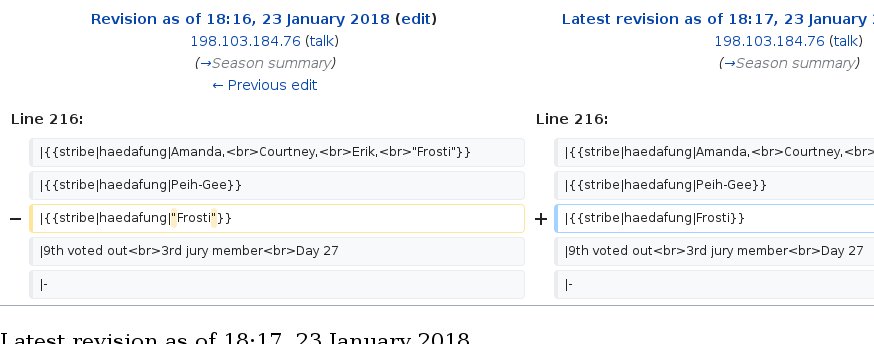 Revision as of 18:16, 23 January 2018 (edit)
198.103.184.76 (talk)
(→Season summary)
← Previous edit
Latest revision as of 18:17, 23 January
198.103.184.76 (talk)
(→Season summary)
Line 216:
Line 216:
|{{stribe|haedafung|Amanda,<br>Courtney,<br>Erik,<br>"Frosti"}}
|{{stribe|haedafung|Amanda,<br>Courtney,<br>
|{{stribe|haedafung|Peih-Gee}}
|{{stribe|haedafung|Peih-Gee}}
− |{{stribe|haedafung|"Frosti"}}
+ |{{stribe|haedafung|Frosti}}
|9th voted out<br>3rd jury member<br>Day 27
|9th voted out<br>3rd jury member<br>Day 27
|-
|-
Latest revision as of 18:17, 23 January 2018